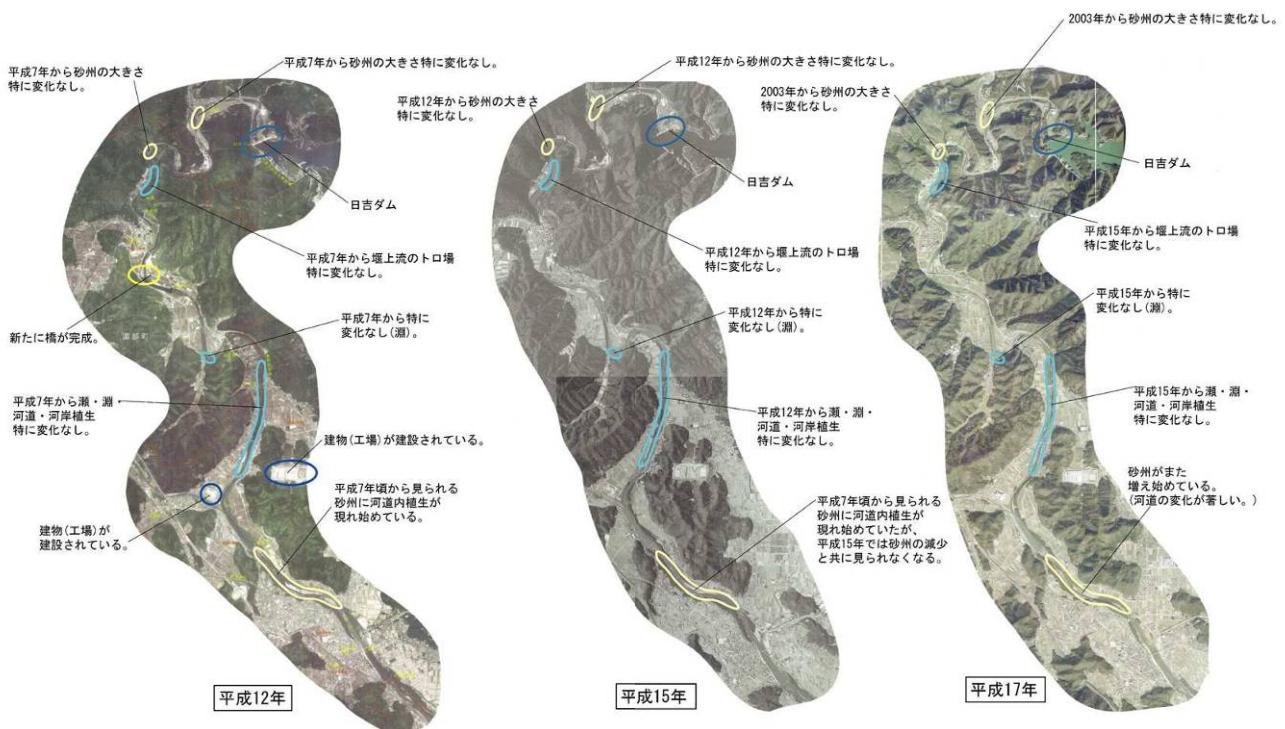 平成7年から砂州の大きさ
特に変化なし。
平成7年から砂州の大きさ特に変化なし。
日吉ダム
平成7年から堰上流のトロ場
特に変化なし。
新たに橋が完成。
園部町
平成7年から特に
変化なし(淵)。
平成7年から瀬・淵・
河道・河岸植生
特に変化なし。
建物(工場)が建設されている。
平成7年頃から見られる
砂州に河道内植生が
現れ始めている。
建物(工場)が
建設されている。
平成12年
平成12年から砂州の大きさ特に変化なし。
平成12年から砂州の大きさ
特に変化なし。
日吉ダム
平成12年から堰上流のトロ場
特に変化なし。
平成12年から特に
変化なし(淵)。
平成12年から瀬・淵・
河道・河岸植生
特に変化なし。
平成7年頃から見られる
砂州に河道内植生が
現れ始めていたが、
平成15年では砂州の減少
と共に見られなくなる。
平成15年
2003年から砂州の大きさ特に変化なし。
2003年から砂州の大きさ
特に変化なし。
日吉ダム
平成15年から堰上流のトロ場
特に変化なし。
平成15年から特に
変化なし(淵)。
平成15年から瀬・淵・
河道・河岸植生
特に変化なし。
砂州がまた
増え始めている。
(河道の変化が著しい。)
平成17年